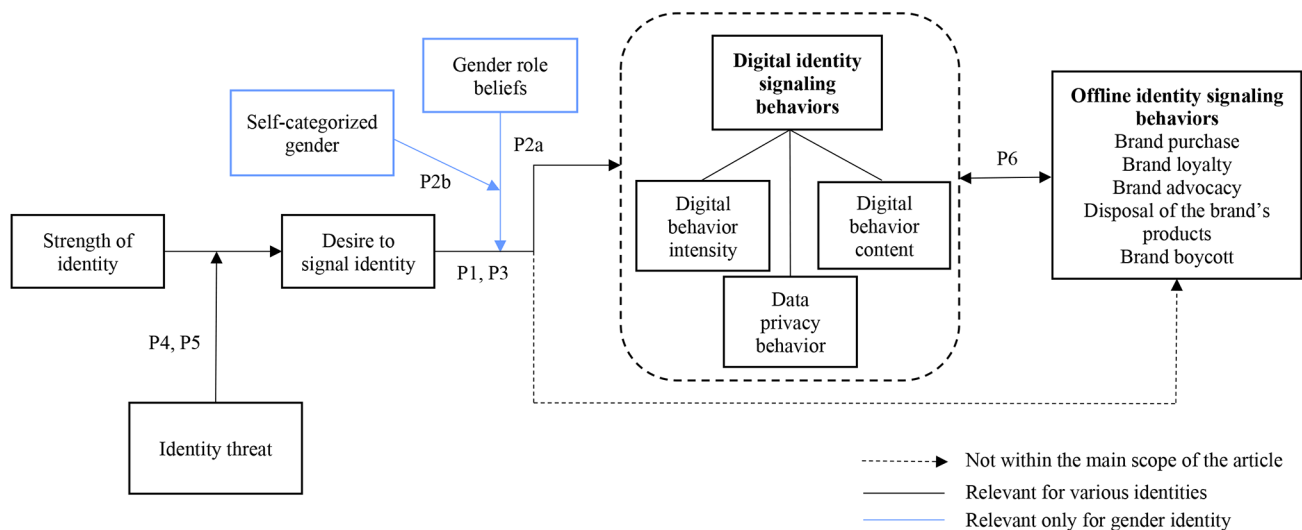 Gender role
beliefs
Self-categorized
gender
P2a
P2b
Strength of
identity
Desire to
signal identity
P1, P3
P4, P5
Identity threat
Digital identity
signaling
behaviors
Digital
behavior
intensity
Digital
behavior
content
Data
privacy
behavior
P6
Offline identity signaling
behaviors
Brand purchase
Brand loyalty
Brand advocacy
Disposal of the brand's
products
Brand boycott
Not within the main scope of the article
Relevant for various identities
Relevant only for gender identity